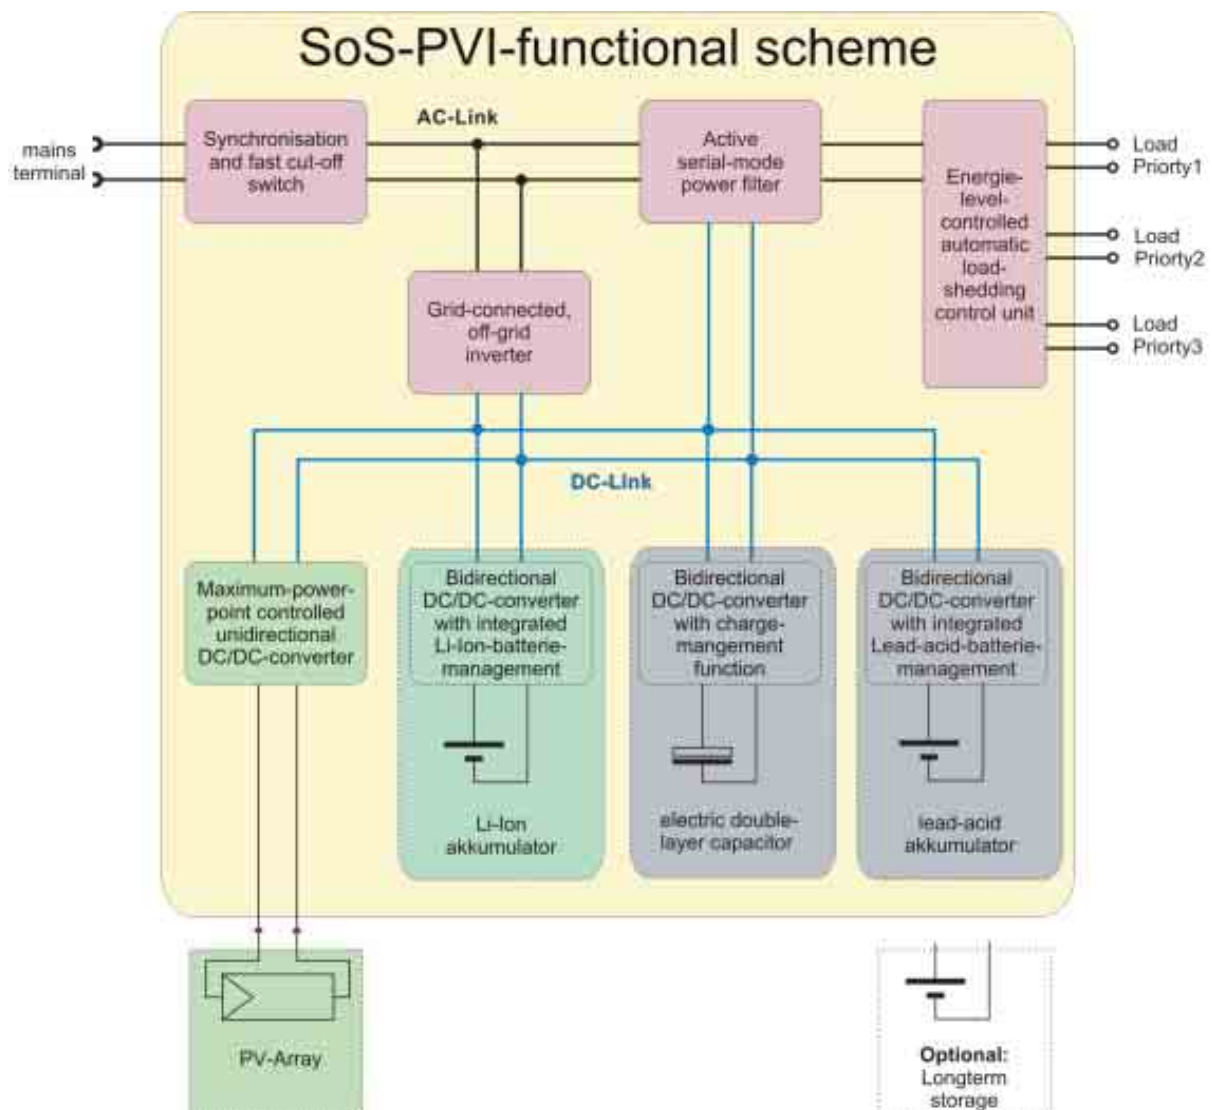 SoS-PVI-functional scheme
mains
terminal
Synchronisation
and fast cut-off
switch
AC-Link
Active
serial-mode
power filter
Energie-
level-
controlled
automatic
load-
shedding
control unit
Load
Priorty1
Load
Priorty2
Load
Priorty3
Grid-connected,
off-grid
inverter
DC-Link
Maximum-power-
point controlled
unidirectional
DC/DC-converter
Bidirectional
DC/DC-converter
with integrated
Li-Ion-batterie-
management
Li-Ion
akkumulator
Bidirectional
DC/DC-converter
with charge-
mangement
function
electric double-
layer capacitor
Bidirectional
DC/DC-converter
with integrated
Lead-acid-batterie-
management
lead-acid
akkumulator
PV-Array
Optional:
Longterm
storage